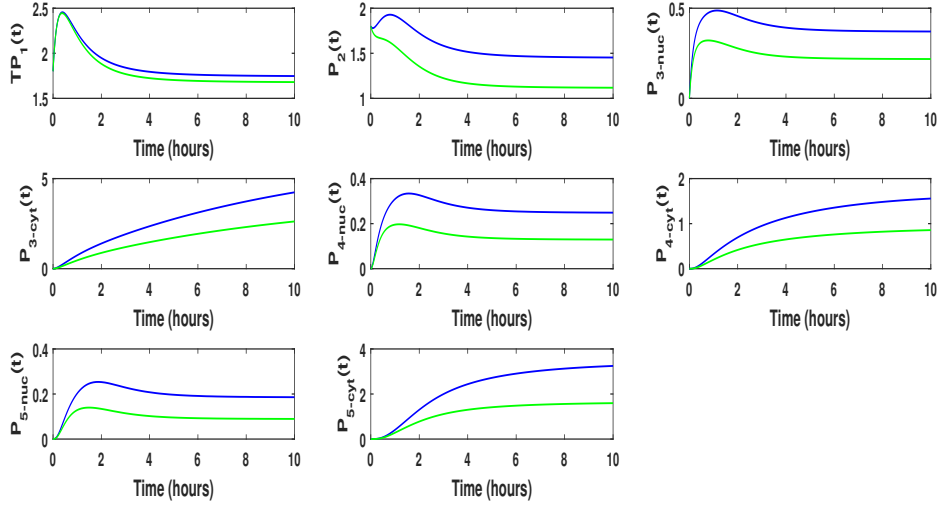 TP1(t)
2.5
2
1.5
0 2 4 6 8 10
Time (hours)
P2(t)
2
1.5
1
0 2 4 6 8 10
Time (hours)
P3-nuc(t)
0.5
0
0 2 4 6 8 10
Time (hours)
P3-cyt(t)
5
0
0 2 4 6 8 10
Time (hours)
P4-nuc(t)
0.4
0.2
0
0 2 4 6 8 10
Time (hours)
P4-cyt(t)
2
1
0
0 2 4 6 8 10
Time (hours)
P5-nuc(t)
0.4
0.2
0
0 2 4 6 8 10
Time (hours)
P5-cyt(t)
4
2
0
0 2 4 6 8 10
Time (hours)